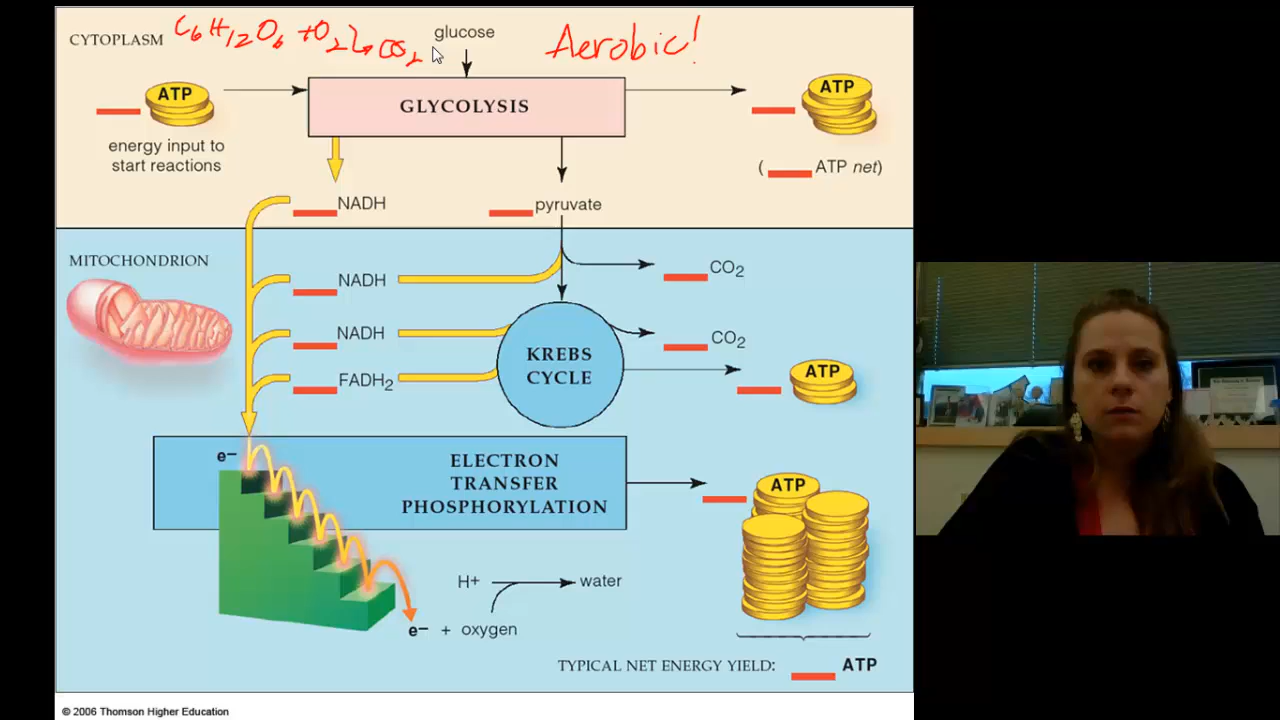 CYTOPLASM C6H12O6 + O2 → CO2 glucose Aerobic!
ATP
GLYCOLYSIS
ATP
energy input to
start reactions
( ATP net)
NADH
pyruvate
MITOCHONDRION
NADH
CO2
NADH
CO2
KREBS
CYCLE
FADH2
ATP
e–
ELECTRON
TRANSFER
PHOSPHORYLATION
ATP
H+ water
e– + oxygen
TYPICAL NET ENERGY YIELD: ATP
© 2006 Thomson Higher Education